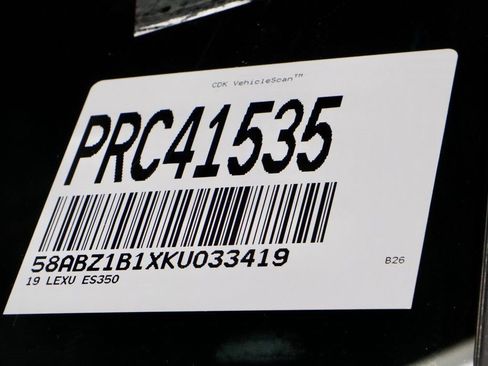 CDK VehicleScan™
PRC41535
58ABZ1B1XKU033419
19 LEXU ES350
B26